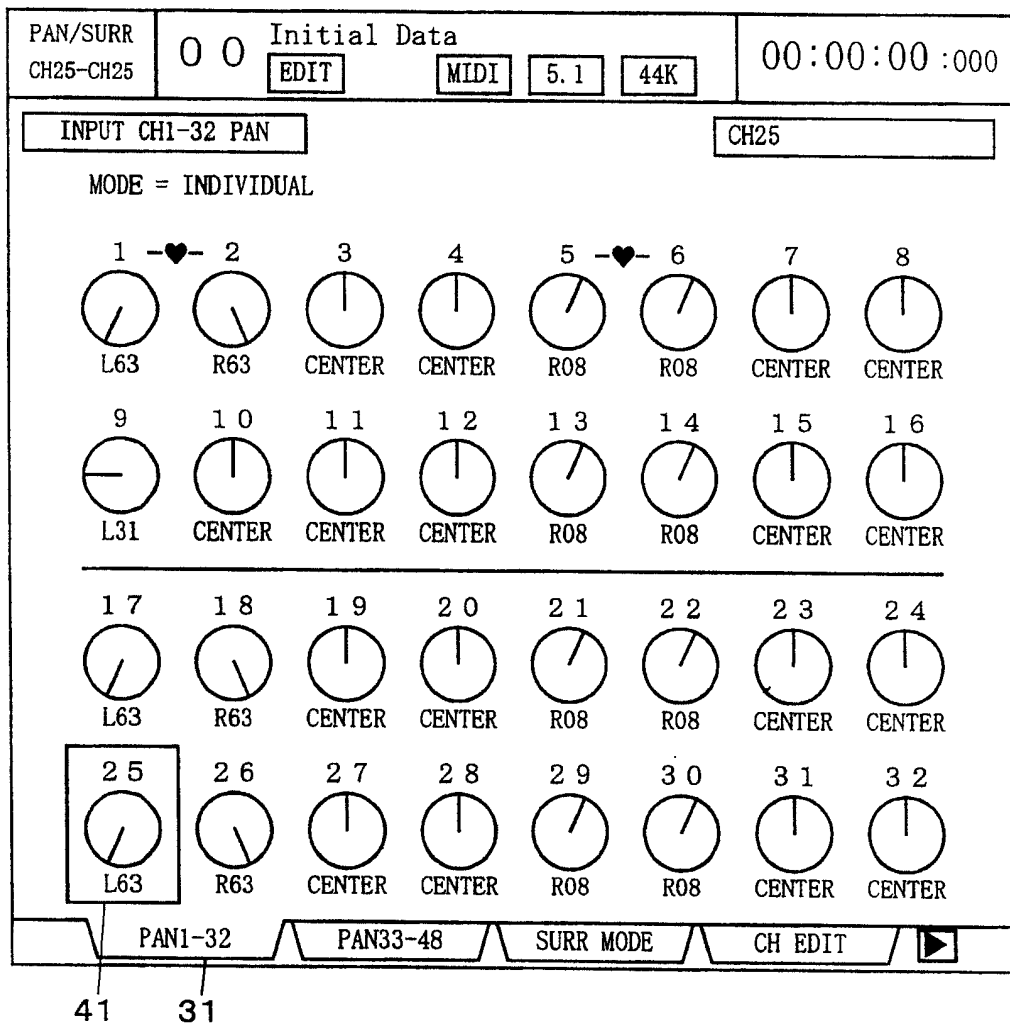 PAN/SURR
CH25-CH25
00 Initial Data
EDIT MIDI 5.1 44K
00:00:00:000
INPUT CH1-32 PAN
CH25
MODE = INDIVIDUAL
1 -♥- 2 3 4 5 -♥- 6 7 8
L63 R63 CENTER CENTER R08 R08 CENTER CENTER
9 10 11 12 13 14 15 16
L31 CENTER CENTER CENTER R08 R08 CENTER CENTER
17 18 19 20 21 22 23 24
L63 R63 CENTER CENTER R08 R08 CENTER CENTER
25 26 27 28 29 30 31 32
L63 R63 CENTER CENTER R08 R08 CENTER CENTER
PAN1-32 PAN33-48 SURR MODE CH EDIT
41 31